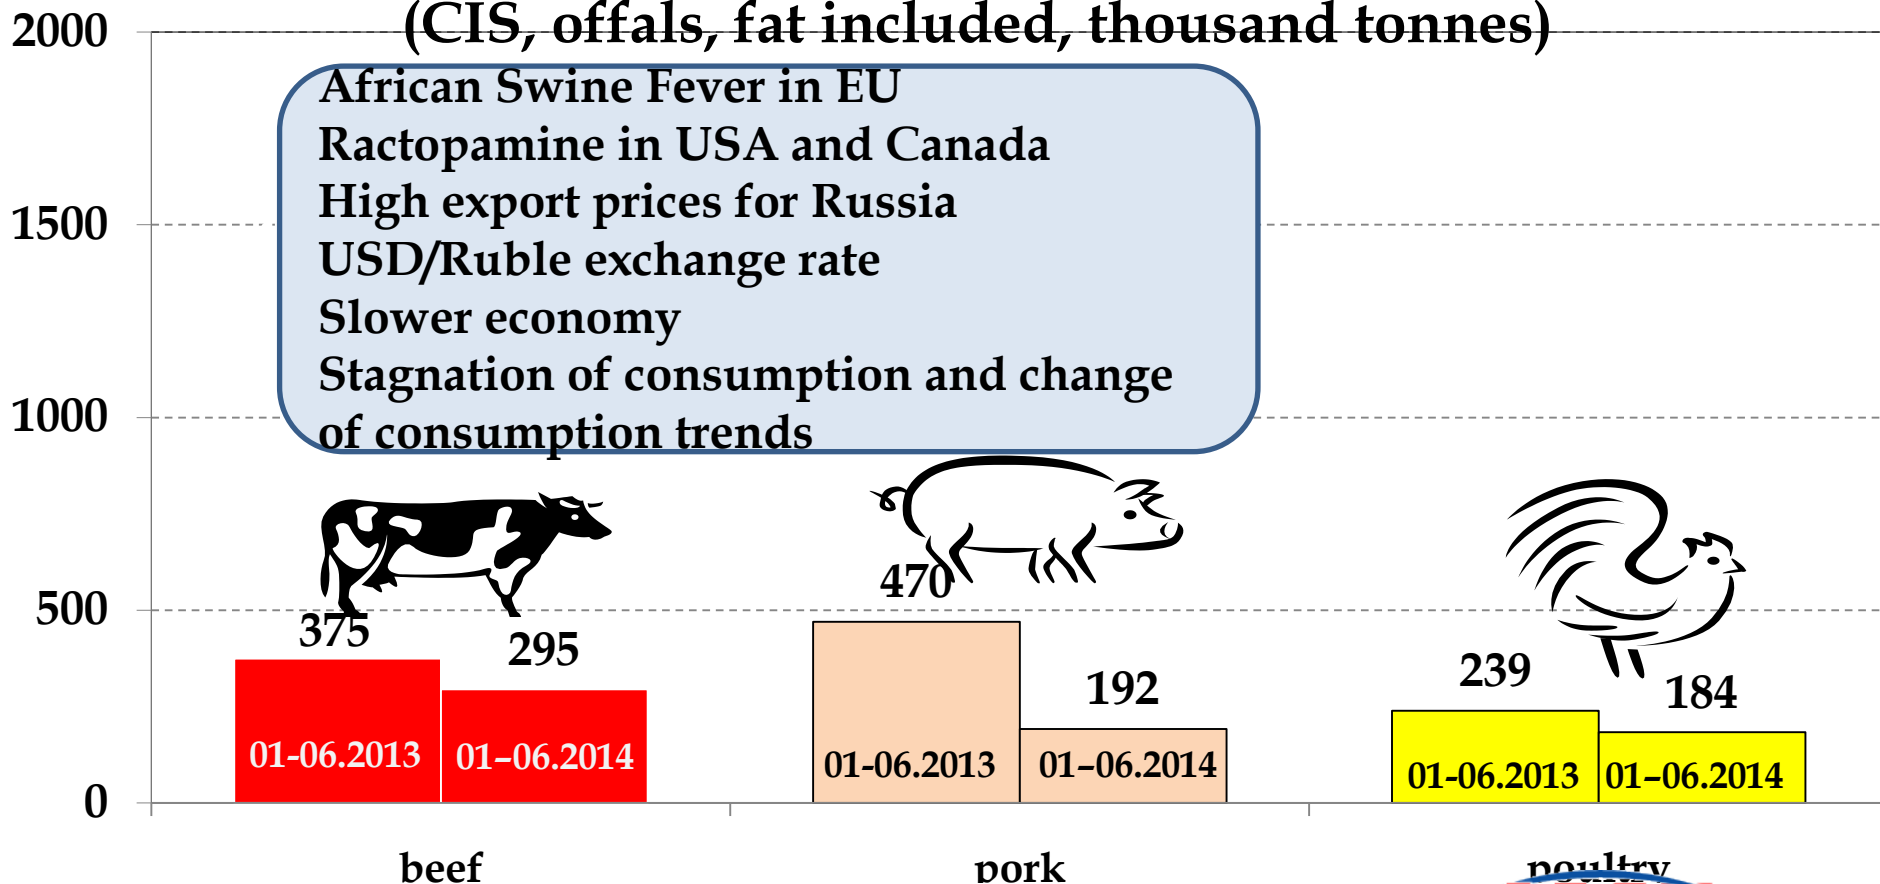 (CIS, offals, fat included, thousand tonnes)
2000
African Swine Fever in EU
Ractopamine in USA and Canada
High export prices for Russia
USD/Ruble exchange rate
Slower economy
Stagnation of consumption and change
of consumption trends
1500
1000
500
0
375
295
470
192
239
184
01-06.2013
01–06.2014
01-06.2013
01–06.2014
01-06.2013
01–06.2014
beef
pork
poultry